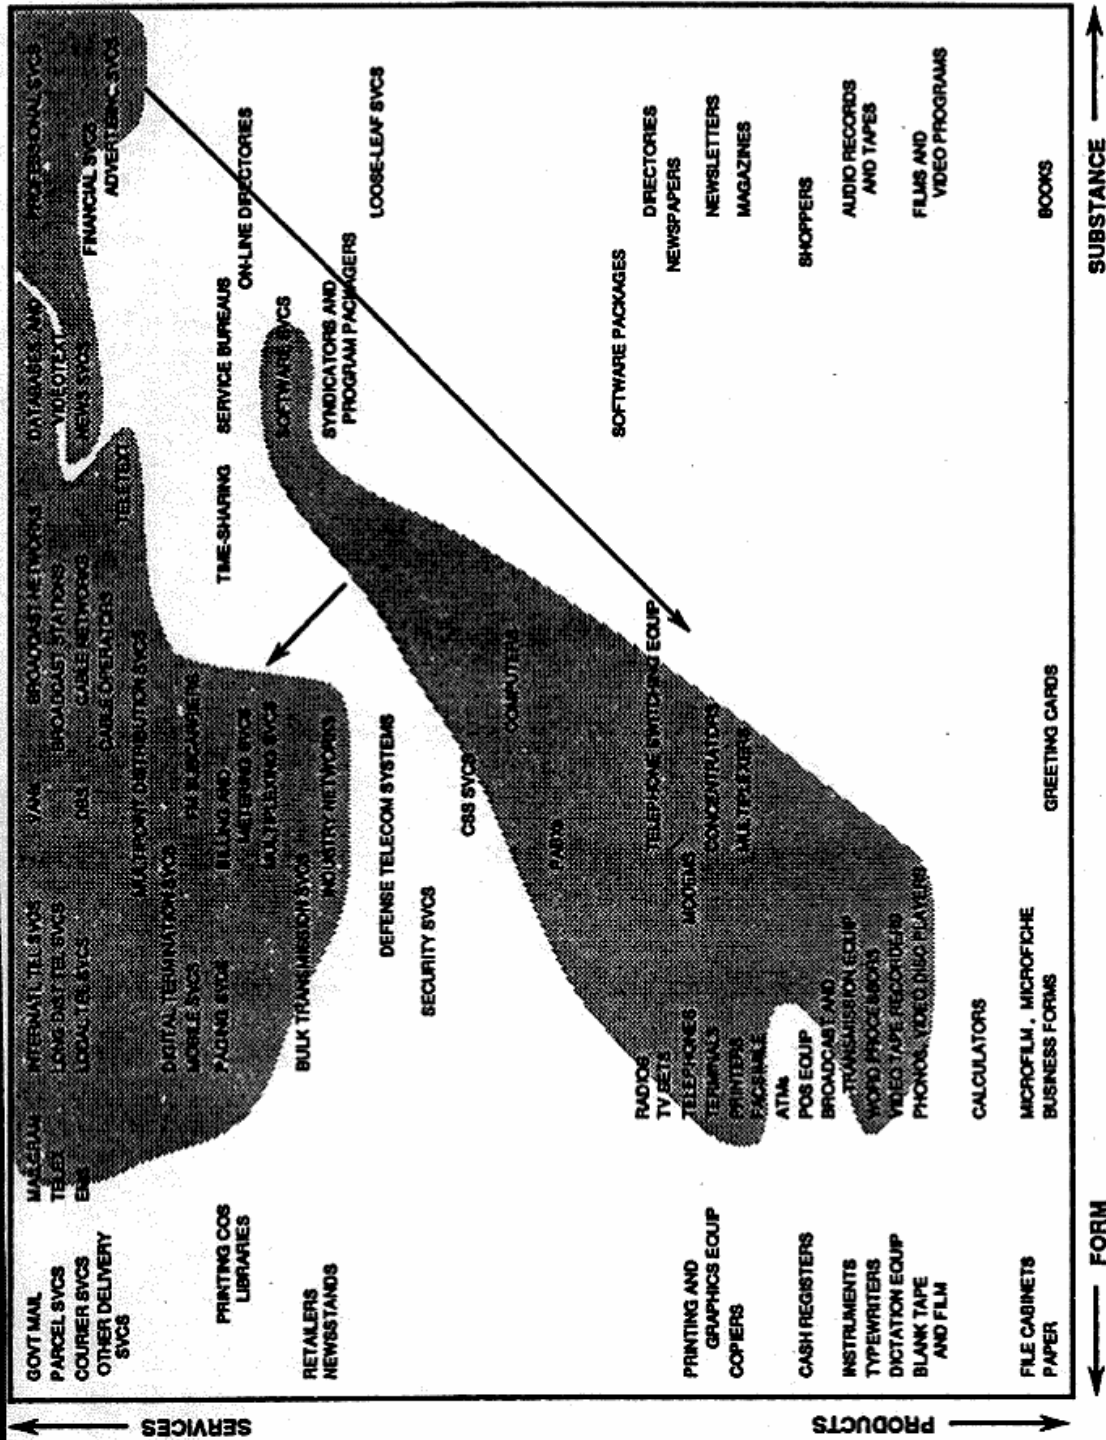 GOVT MAIL
PARCEL SVCS
COURIER SVCS
OTHER DELIVERY
SVCS
PRINTING COS
LIBRARIES
RETAILERS
NEWSSTANDS
PRINTING AND
GRAPHICS EQUIP
COPIERS
CASH REGISTERS
INSTRUMENTS
TYPEWRITERS
DICTATION EQUIP
BLANK TAPE
AND FILM
FILE CABINETS
PAPER
MAILGRAM
TELEX
EMS
INTERNATL TEL SVCS
LONG DIST TEL SVCS
LOCAL TEL SVCS
DIGITAL TERMINATION SVCS
MOBILE SVCS
PAGING SVCS
BULK TRANSMISSION SVCS
VANS
BROADCAST NETWORKS
DBS
BROADCAST STATIONS
CABLE NETWORKS
CABLE OPERATORS
MULTIPOINT DISTRIBUTION SVCS
FM SUBCARRIERS
BILLING AND
METERING SVCS
MULTIPLEXING SVCS
INDUSTRY NETWORKS
DEFENSE TELECOM SYSTEMS
SECURITY SVCS
CSS SVCS
COMPUTERS
PABXs
RADIOS
TV SETS
TELEPHONES
TERMINALS
PRINTERS
FACSIMILE
ATMs
POS EQUIP
BROADCAST AND
TRANSMISSION EQUIP
WORD PROCESSORS
VIDEO TAPE RECORDERS
PHONOS, VIDEO DISC PLAYERS
CALCULATORS
MICROFILM, MICROFICHE
BUSINESS FORMS
TELEPHONE SWITCHING EQUIP
MODEMS
CONCENTRATORS
MULTIPLEXERS
GREETING CARDS
DATABASES AND
VIDEOTEXT
NEWS SVCS
TELETEXT
TIME-SHARING
SERVICE BUREAUS
SOFTWARE SVCS
SYNDICATORS AND
PROGRAM PACKAGERS
SOFTWARE PACKAGES
PROFESSIONAL SVCS
FINANCIAL SVCS
ADVERTISING SVCS
ON-LINE DIRECTORIES
LOOSE-LEAF SVCS
DIRECTORIES
NEWSPAPERS
NEWSLETTERS
MAGAZINES
SHOPPERS
AUDIO RECORDS
AND TAPES
FILMS AND
VIDEO PROGRAMS
BOOKS
SERVICES
PRODUCTS
FORM
SUBSTANCE